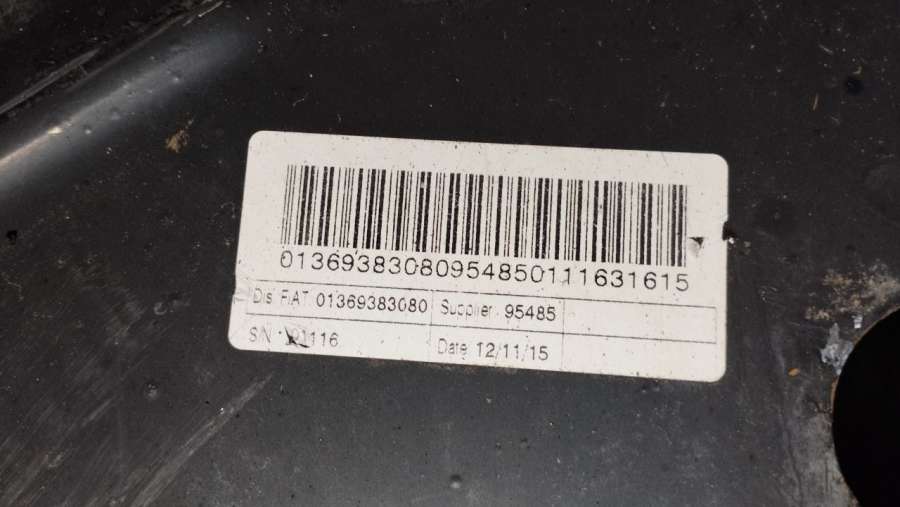 01369383080954850111631615
Dis. FIAT 01369383080 Supplier 95485
S/N Date 12/11/15